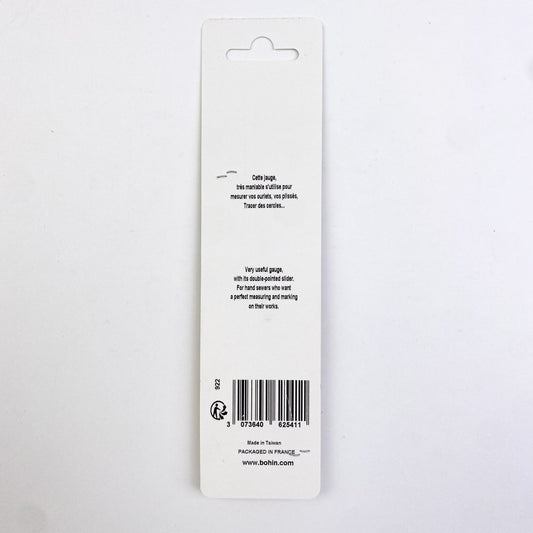 Cette jauge,
très maniable s'utilise pour
mesurer vos ourlets, vos plissés,
Tracer des cercles...
Very useful gauge,
with its double-pointed slider.
For hand sewers who want
a perfect measuring and marking
on their works.
922
3 073640 625411
Made in Taiwan
PACKAGED IN FRANCE
www.bohin.com